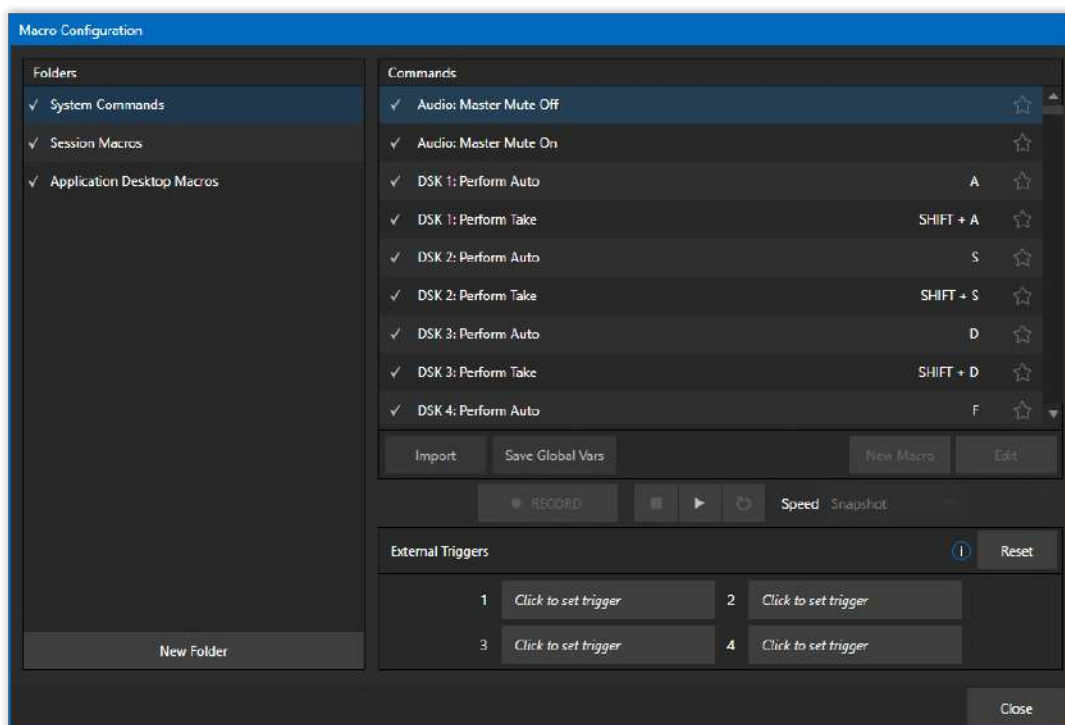 Macro Configuration
Folders
System Commands
Session Macros
Application Desktop Macros
New Folder
Commands
Audio: Master Mute Off
Audio: Master Mute On
DSK 1: Perform Auto A
DSK 1: Perform Take SHIFT + A
DSK 2: Perform Auto S
DSK 2: Perform Take SHIFT + S
DSK 3: Perform Auto D
DSK 3: Perform Take SHIFT + D
DSK 4: Perform Auto F
Import Save Global Vars New Macro Edit
RECORD Speed Snapshot
External Triggers i Reset
1 Click to set trigger 2 Click to set trigger
3 Click to set trigger 4 Click to set trigger
Close